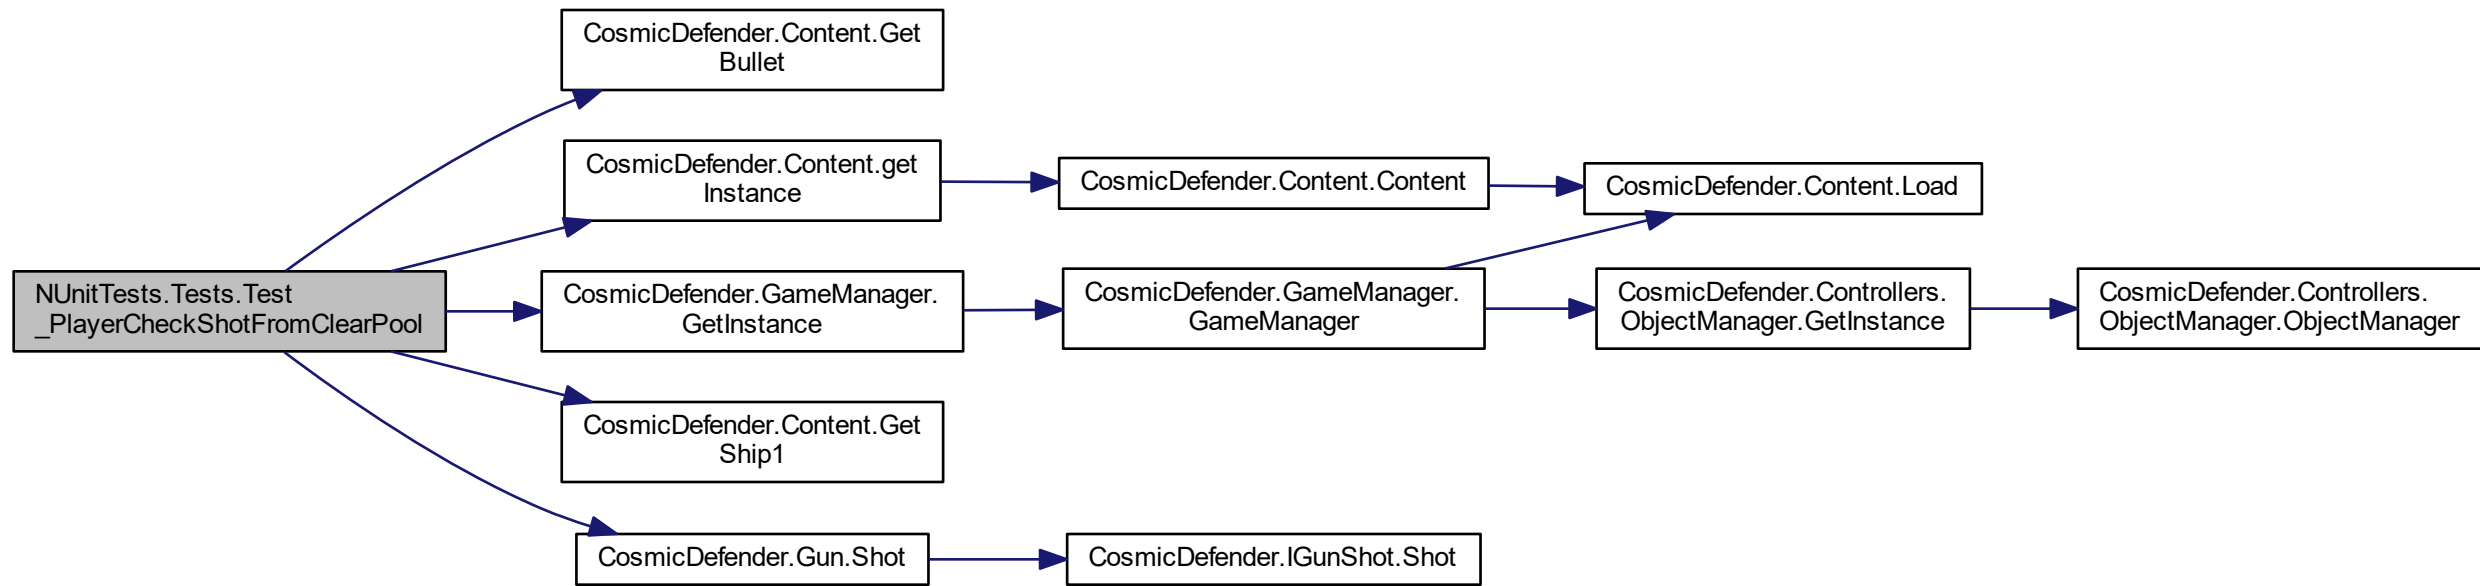 CosmicDefender.Content.Get
Bullet
CosmicDefender.Content.get
Instance
CosmicDefender.Content.Content
CosmicDefender.Content.Load
NUnitTests.Tests.Test
_PlayerCheckShotFromClearPool
CosmicDefender.GameManager.
GetInstance
CosmicDefender.GameManager.
GameManager
CosmicDefender.Controllers.
ObjectManager.GetInstance
CosmicDefender.Controllers.
ObjectManager.ObjectManager
CosmicDefender.Content.Get
Ship1
CosmicDefender.Gun.Shot
CosmicDefender.IGunShot.Shot